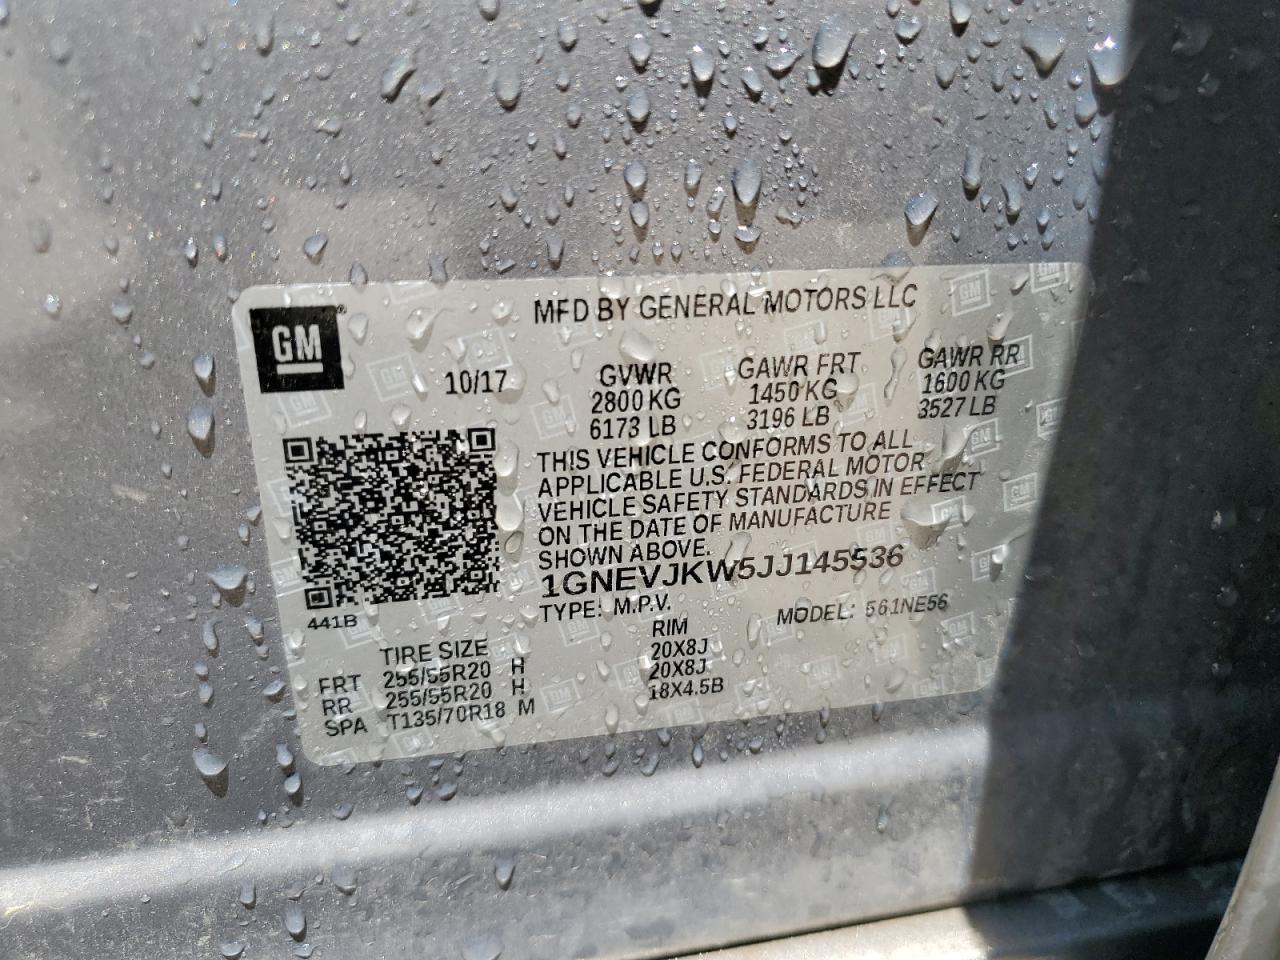 MFD BY GENERAL MOTORS LLC
GM
10/17
GVWR GAWR FRT GAWR RR
2800 KG 1450 KG 1600 KG
6173 LB 3196 LB 3527 LB
THIS VEHICLE CONFORMS TO ALL
APPLICABLE U.S. FEDERAL MOTOR
VEHICLE SAFETY STANDARDS IN EFFECT
ON THE DATE OF MANUFACTURE
SHOWN ABOVE.
1GNEVJKW5JJ145536
TYPE: M.P.V. MODEL: 561NE56
441B
TIRE SIZE RIM
FRT 255/55R20 H 20X8J
RR 255/55R20 H 20X8J
SPA T135/70R18 M 18X4.5B